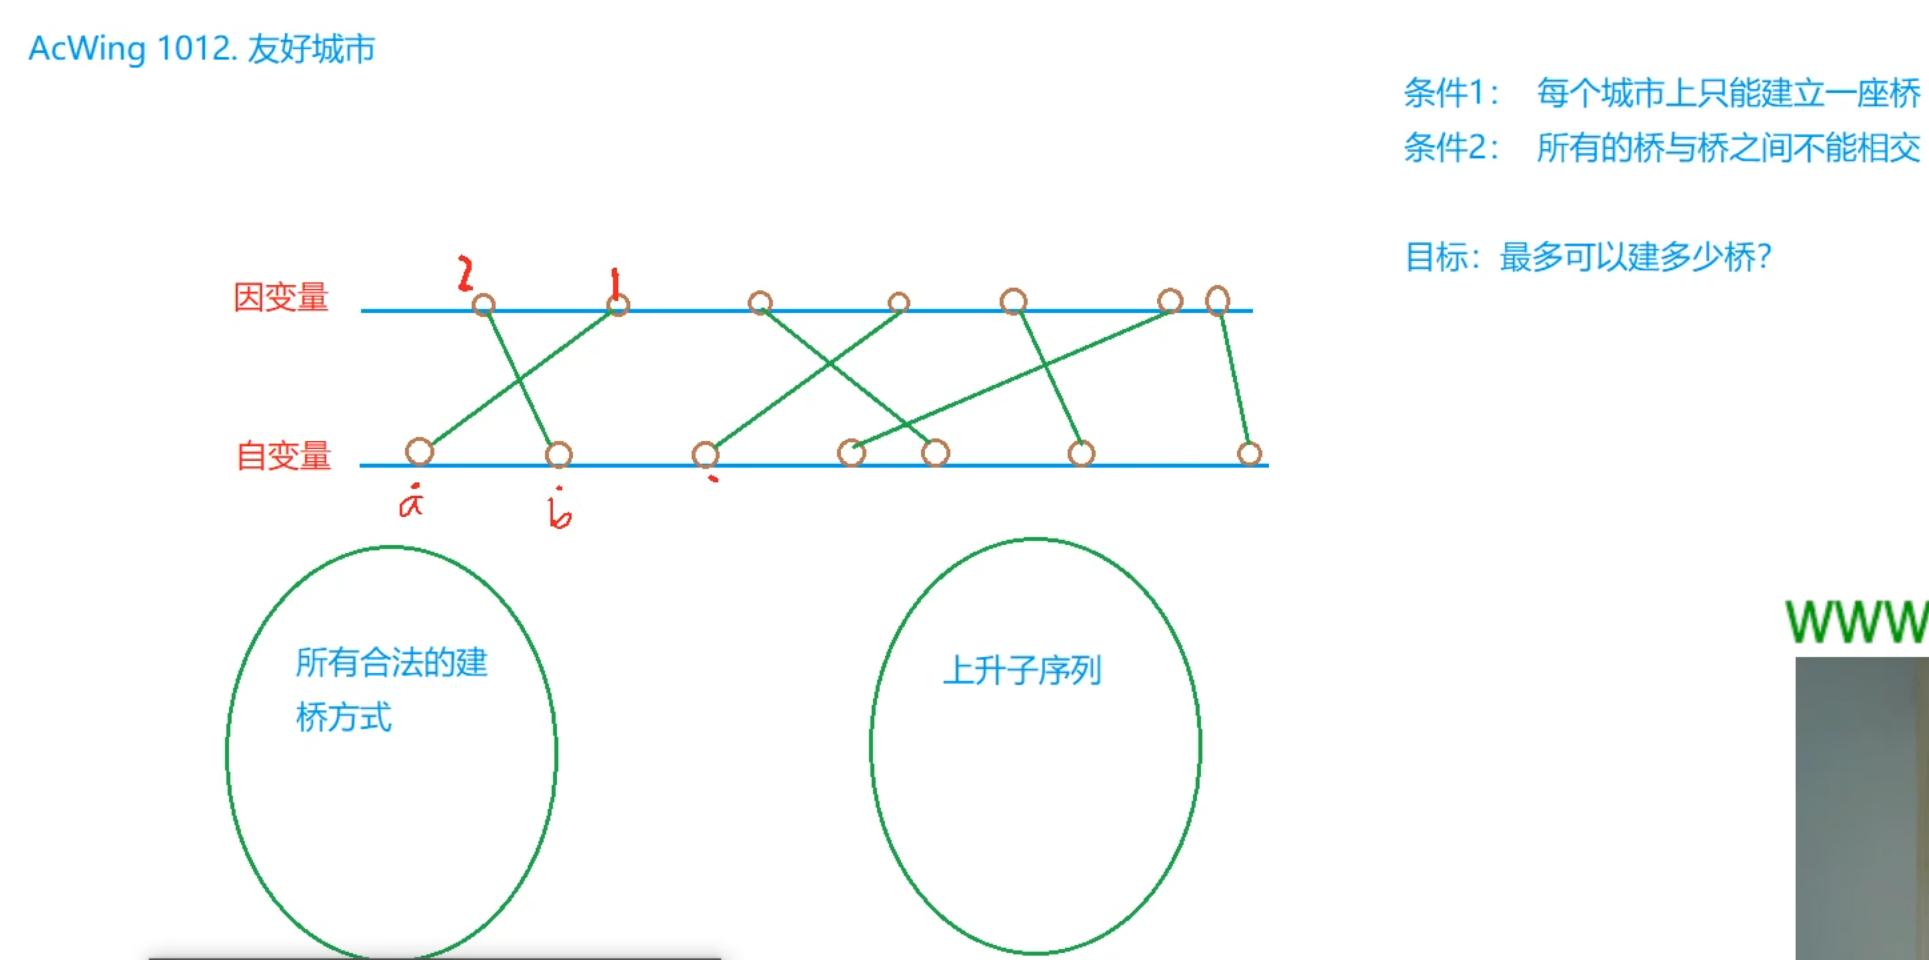 AcWing 1012. 友好城市
条件1： 每个城市上只能建立一座桥
条件2： 所有的桥与桥之间不能相交
目标：最多可以建多少桥？
2 1
因变量
自变量
a b
所有合法的建
桥方式
上升子序列
WWW